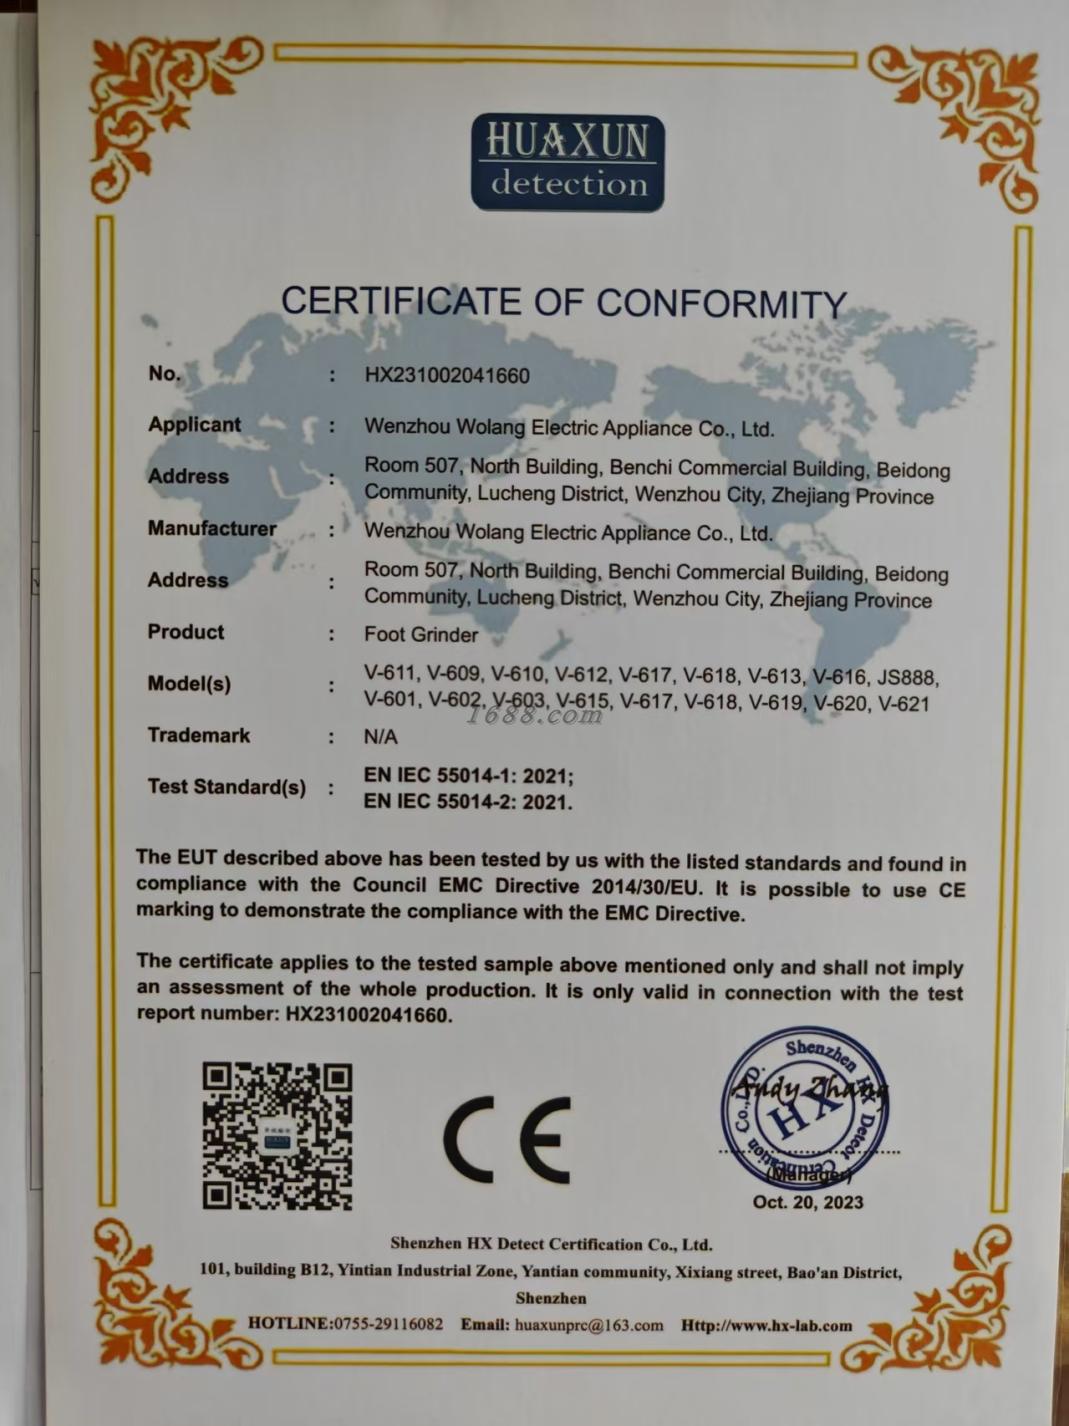 HUAXUN
detection
CERTIFICATE OF CONFORMITY
No. : HX231002041660
Applicant : Wenzhou Wolang Electric Appliance Co., Ltd.
Address : Room 507, North Building, Benchi Commercial Building, Beidong
Community, Lucheng District, Wenzhou City, Zhejiang Province
Manufacturer : Wenzhou Wolang Electric Appliance Co., Ltd.
Address : Room 507, North Building, Benchi Commercial Building, Beidong
Community, Lucheng District, Wenzhou City, Zhejiang Province
Product : Foot Grinder
Model(s) : V-611, V-609, V-610, V-612, V-617, V-618, V-613, V-616, JS888,
V-601, V-602, V-603, V-615, V-617, V-618, V-619, V-620, V-621
1688.com
Trademark : N/A
Test Standard(s) : EN IEC 55014-1: 2021;
EN IEC 55014-2: 2021.
The EUT described above has been tested by us with the listed standards and found in
compliance with the Council EMC Directive 2014/30/EU. It is possible to use CE
marking to demonstrate the compliance with the EMC Directive.
The certificate applies to the tested sample above mentioned only and shall not imply
an assessment of the whole production. It is only valid in connection with the test
report number: HX231002041660.
HUAXUN
CE
Shenzhen HX Detect Certification Co.,LTD.
HX
Andy Zhang
(Manager)
Oct. 20, 2023
Shenzhen HX Detect Certification Co., Ltd.
101, building B12, Yintian Industrial Zone, Yantian community, Xixiang street, Bao'an District,
Shenzhen
HOTLINE:0755-29116082 Email: huaxunprc@163.com Http://www.hx-lab.com